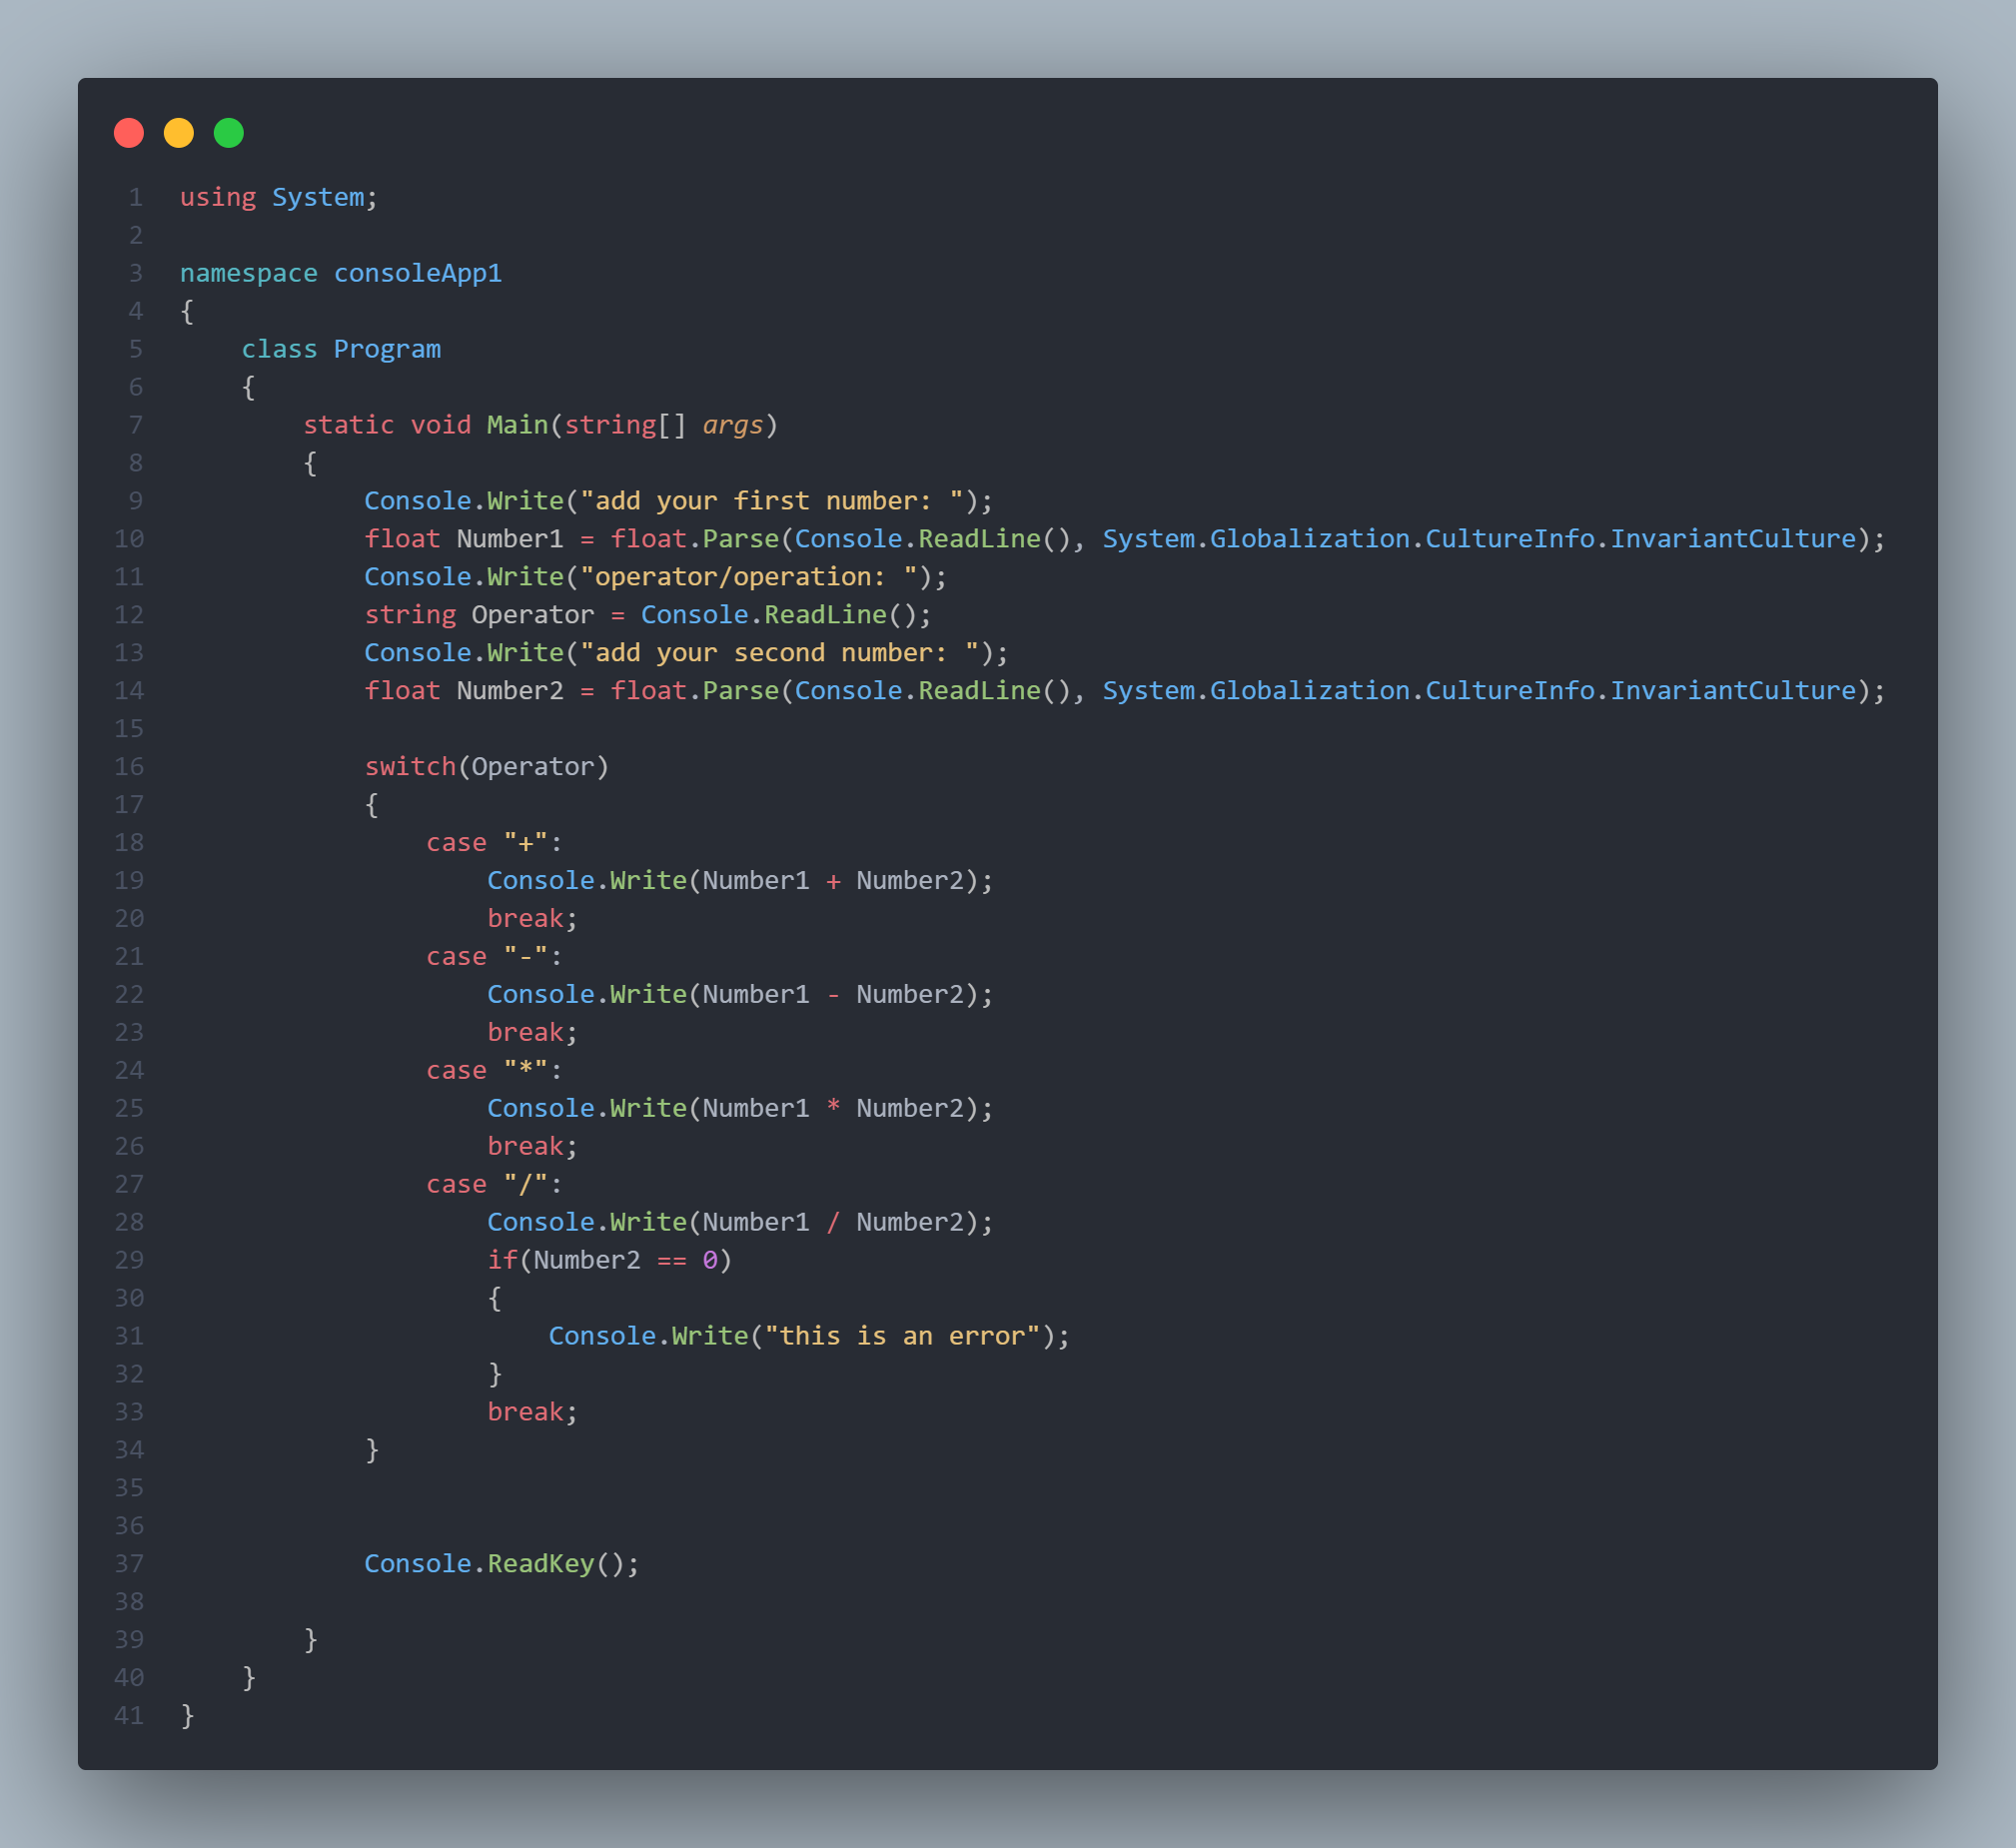 1 using System;
2
3 namespace consoleApp1
4 {
5     class Program
6     {
7         static void Main(string[] args)
8         {
9             Console.Write("add your first number: ");
10             float Number1 = float.Parse(Console.ReadLine(), System.Globalization.CultureInfo.InvariantCulture);
11             Console.Write("operator/operation: ");
12             string Operator = Console.ReadLine();
13             Console.Write("add your second number: ");
14             float Number2 = float.Parse(Console.ReadLine(), System.Globalization.CultureInfo.InvariantCulture);
15
16             switch(Operator)
17             {
18                 case "+":
19                     Console.Write(Number1 + Number2);
20                     break;
21                 case "-":
22                     Console.Write(Number1 - Number2);
23                     break;
24                 case "*":
25                     Console.Write(Number1 * Number2);
26                     break;
27                 case "/":
28                     Console.Write(Number1 / Number2);
29                     if(Number2 == 0)
30                     {
31                         Console.Write("this is an error");
32                     }
33                     break;
34             }
35
36
37             Console.ReadKey();
38
39         }
40     }
41 }